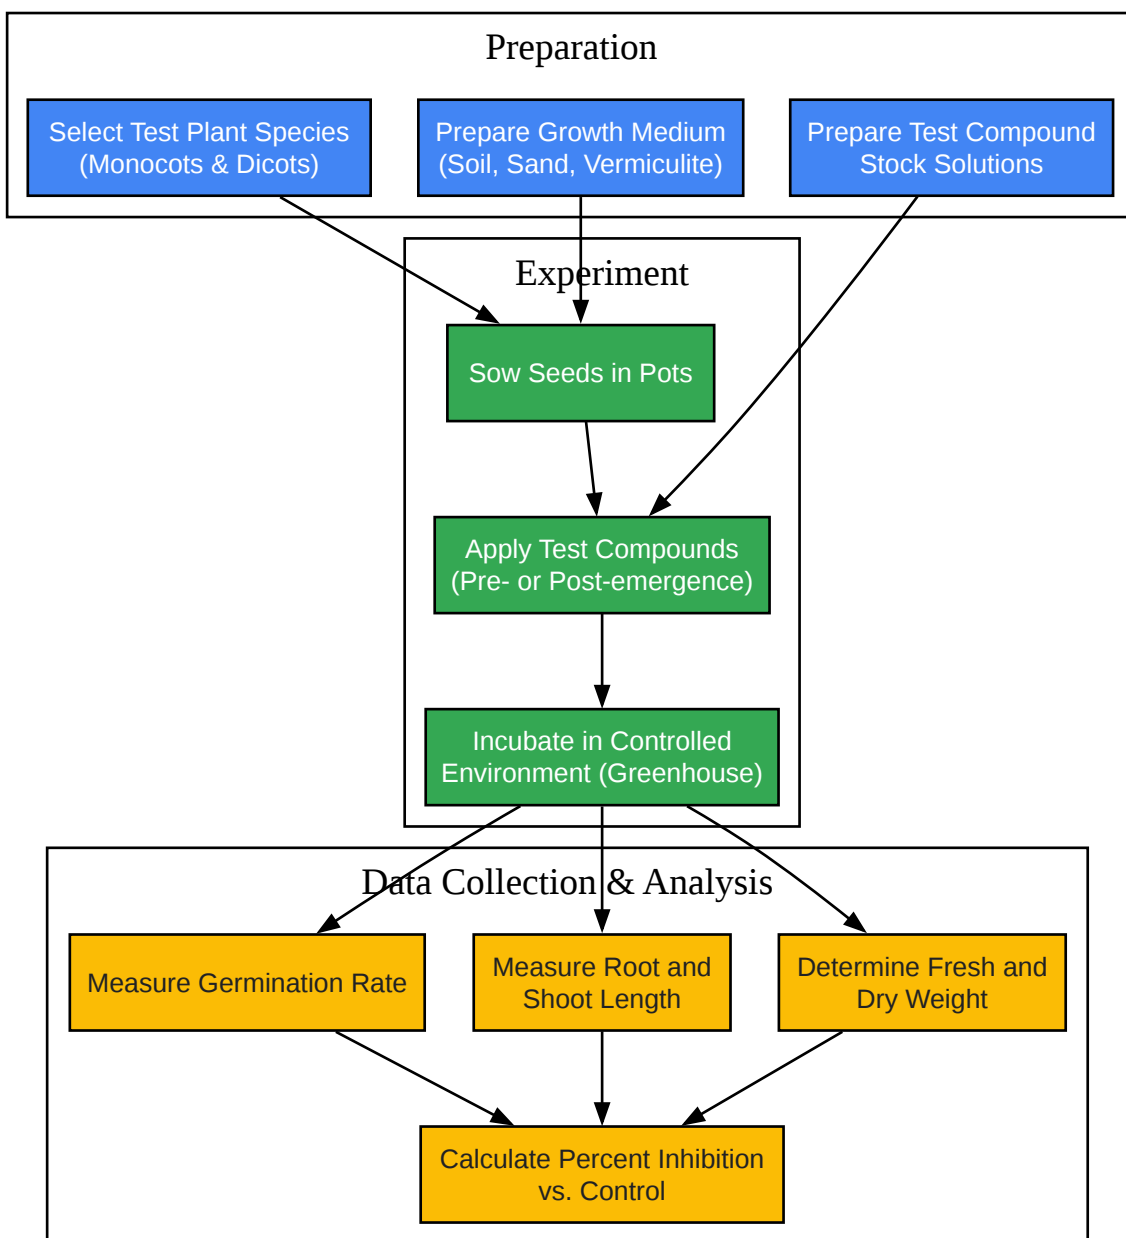 Preparation
Select Test Plant Species
(Monocots & Dicots)
Prepare Growth Medium
(Soil, Sand, Vermiculite)
Prepare Test Compound
Stock Solutions
Experiment
Sow Seeds in Pots
Apply Test Compounds
(Pre- or Post-emergence)
Incubate in Controlled
Environment (Greenhouse)
Data Collection & Analysis
Measure Germination Rate
Measure Root and
Shoot Length
Determine Fresh and
Dry Weight
Calculate Percent Inhibition
vs. Control